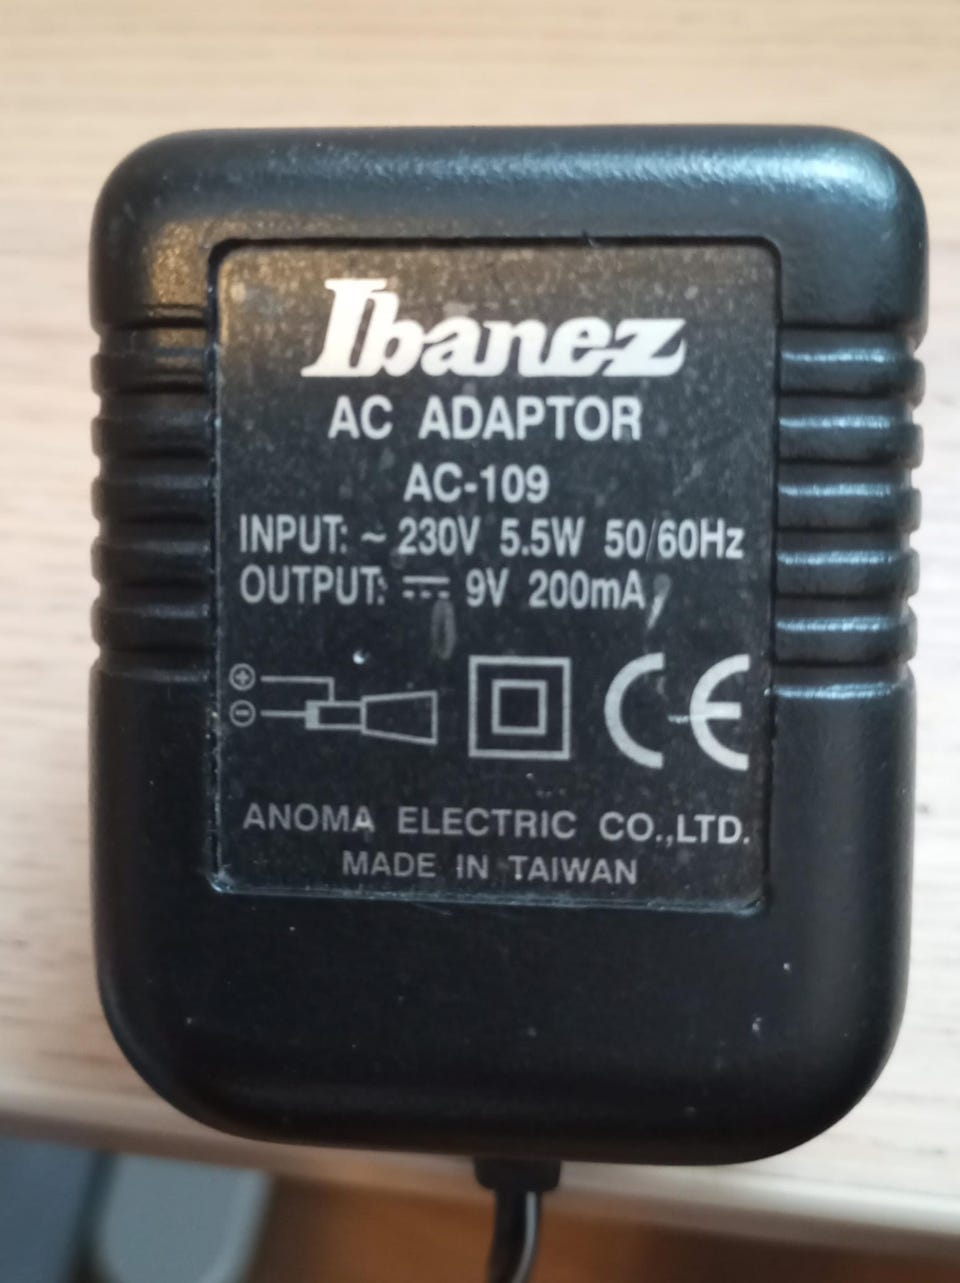 Ibanez
AC ADAPTOR
AC-109
INPUT: ~ 230V 5.5W 50/60Hz
OUTPUT: ⎓ 9V 200mA
+
−
CE
ANOMA ELECTRIC CO.,LTD.
MADE IN TAIWAN